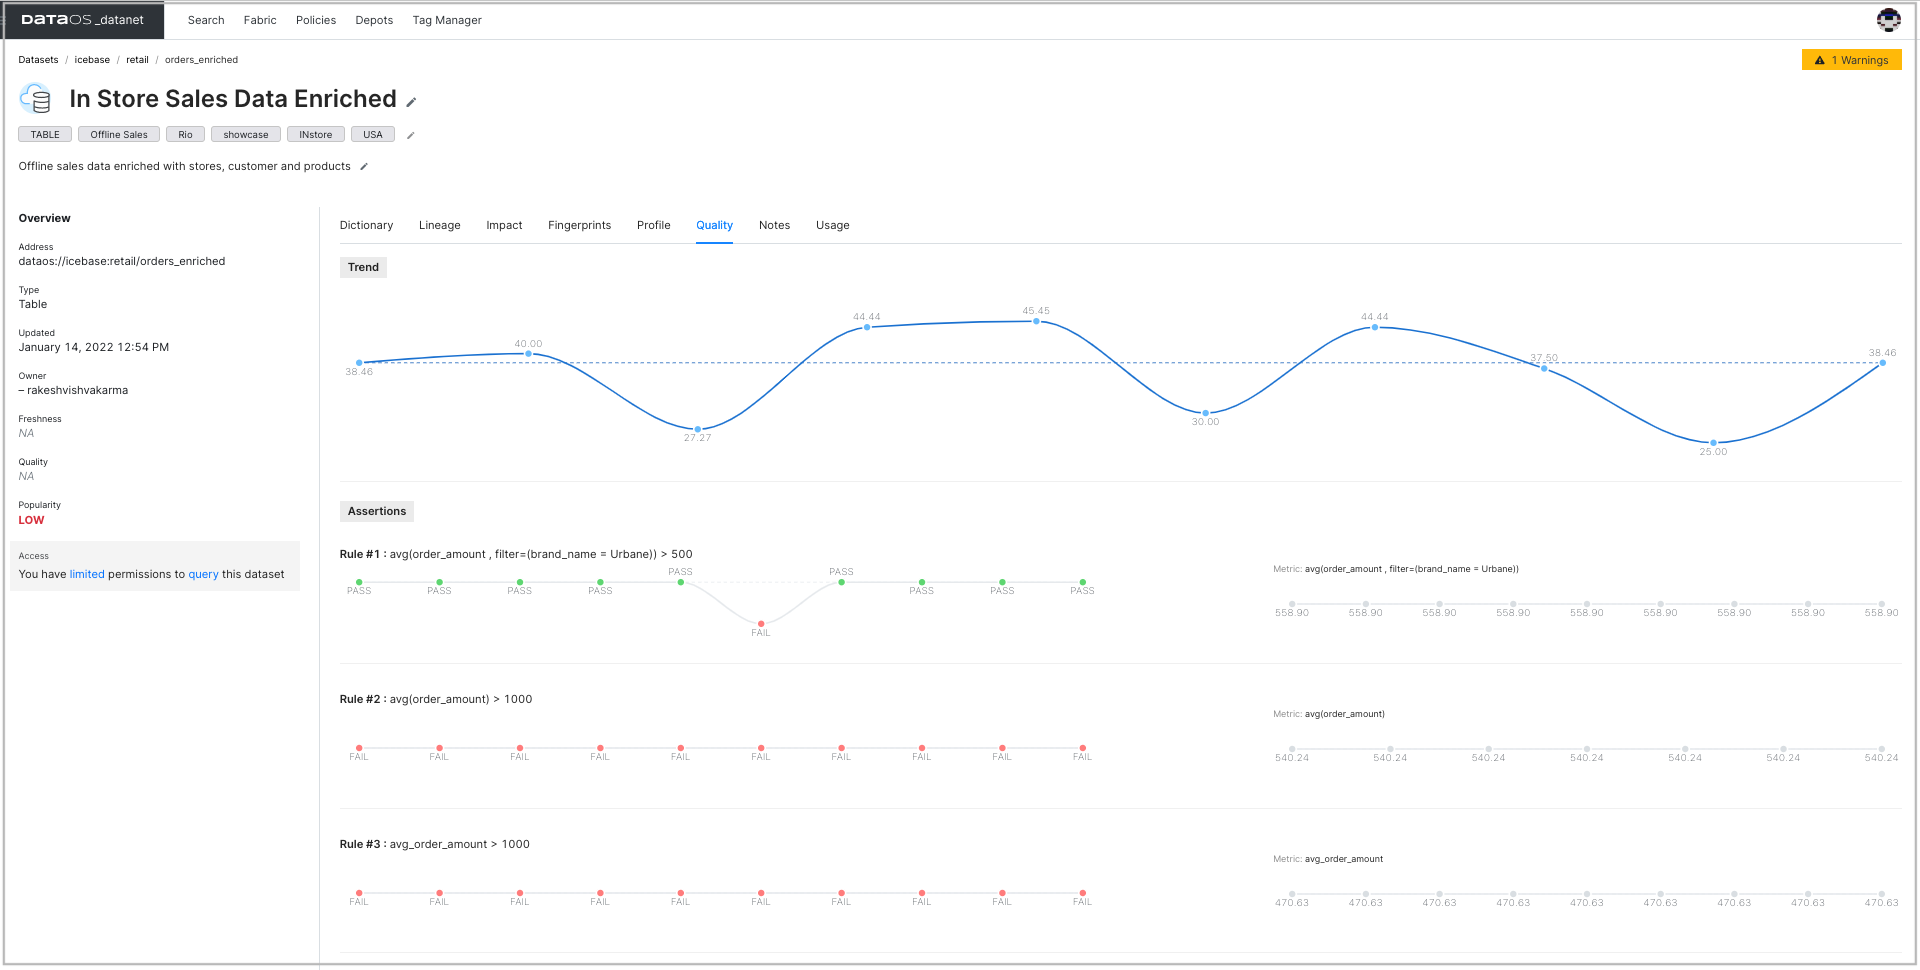 DATAOS _datanet Search Fabric Policies Depots Tag Manager
Datasets / icebase / retail / orders_enriched
1 Warnings
In Store Sales Data Enriched
TABLE Offline Sales Rio showcase INstore USA
Offline sales data enriched with stores, customer and products
Overview
Address
dataos://icebase:retail/orders_enriched
Type
Table
Updated
January 14, 2022 12:54 PM
Owner
– rakeshvishvakarma
Freshness
NA
Quality
NA
Popularity
LOW
Access
You have limited permissions to query this dataset
Dictionary Lineage Impact Fingerprints Profile Quality Notes Usage
Trend
38.46 40.00 27.27 44.44 45.45 30.00 44.44 37.50 25.00 38.46
Assertions
Rule #1 : avg(order_amount , filter=(brand_name = Urbane)) > 500
PASS PASS PASS PASS PASS FAIL PASS PASS PASS PASS
Metric: avg(order_amount , filter=(brand_name = Urbane))
558.90 558.90 558.90 558.90 558.90 558.90 558.90 558.90 558.90
Rule #2 : avg(order_amount) > 1000
FAIL FAIL FAIL FAIL FAIL FAIL FAIL FAIL FAIL FAIL
Metric: avg(order_amount)
540.24 540.24 540.24 540.24 540.24 540.24 540.24
Rule #3 : avg_order_amount > 1000
FAIL FAIL FAIL FAIL FAIL FAIL FAIL FAIL FAIL FAIL
Metric: avg_order_amount
470.63 470.63 470.63 470.63 470.63 470.63 470.63 470.63 470.63